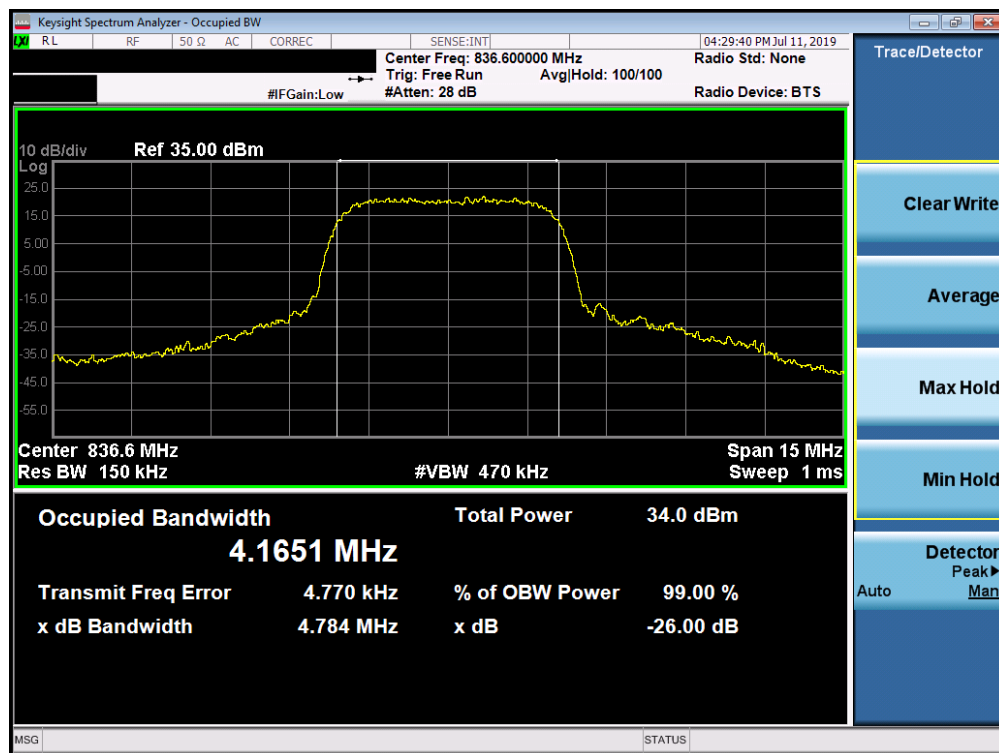 Keysight Spectrum Analyzer - Occupied BW
LXI RL RF 50 Ω AC CORREC SENSE:INT 04:29:40 PM Jul 11, 2019
Center Freq: 836.600000 MHz Radio Std: None
Trig: Free Run Avg|Hold: 100/100
#IFGain:Low #Atten: 28 dB Radio Device: BTS
Trace/Detector
10 dB/div Ref 35.00 dBm
Log
25.0
15.0
5.00
-5.00
-15.0
-25.0
-35.0
-45.0
-55.0
Center 836.6 MHz Span 15 MHz
Res BW 150 kHz #VBW 470 kHz Sweep 1 ms
Occupied Bandwidth Total Power 34.0 dBm
4.1651 MHz
Transmit Freq Error 4.770 kHz % of OBW Power 99.00 %
x dB Bandwidth 4.784 MHz x dB -26.00 dB
Clear Write
Average
Max Hold
Min Hold
Detector
Peak▶
Auto Man
MSG STATUS